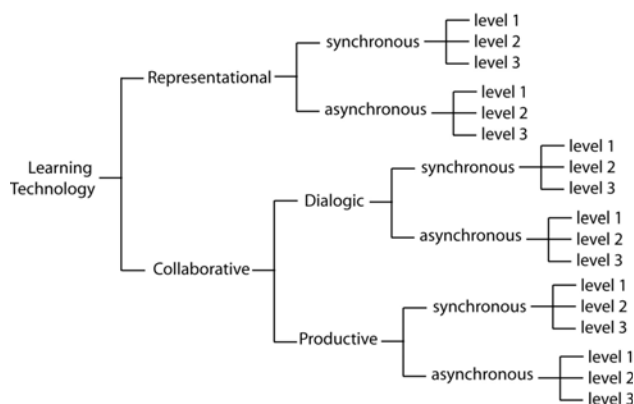 level 1
synchronous
level 2
level 3
Representational
level 1
asynchronous
level 2
level 3
level 1
synchronous
level 2
level 3
Learning
Technology
Dialogic
level 1
asynchronous
level 2
level 3
Collaborative
level 1
synchronous
level 2
level 3
Productive
level 1
asynchronous
level 2
level 3